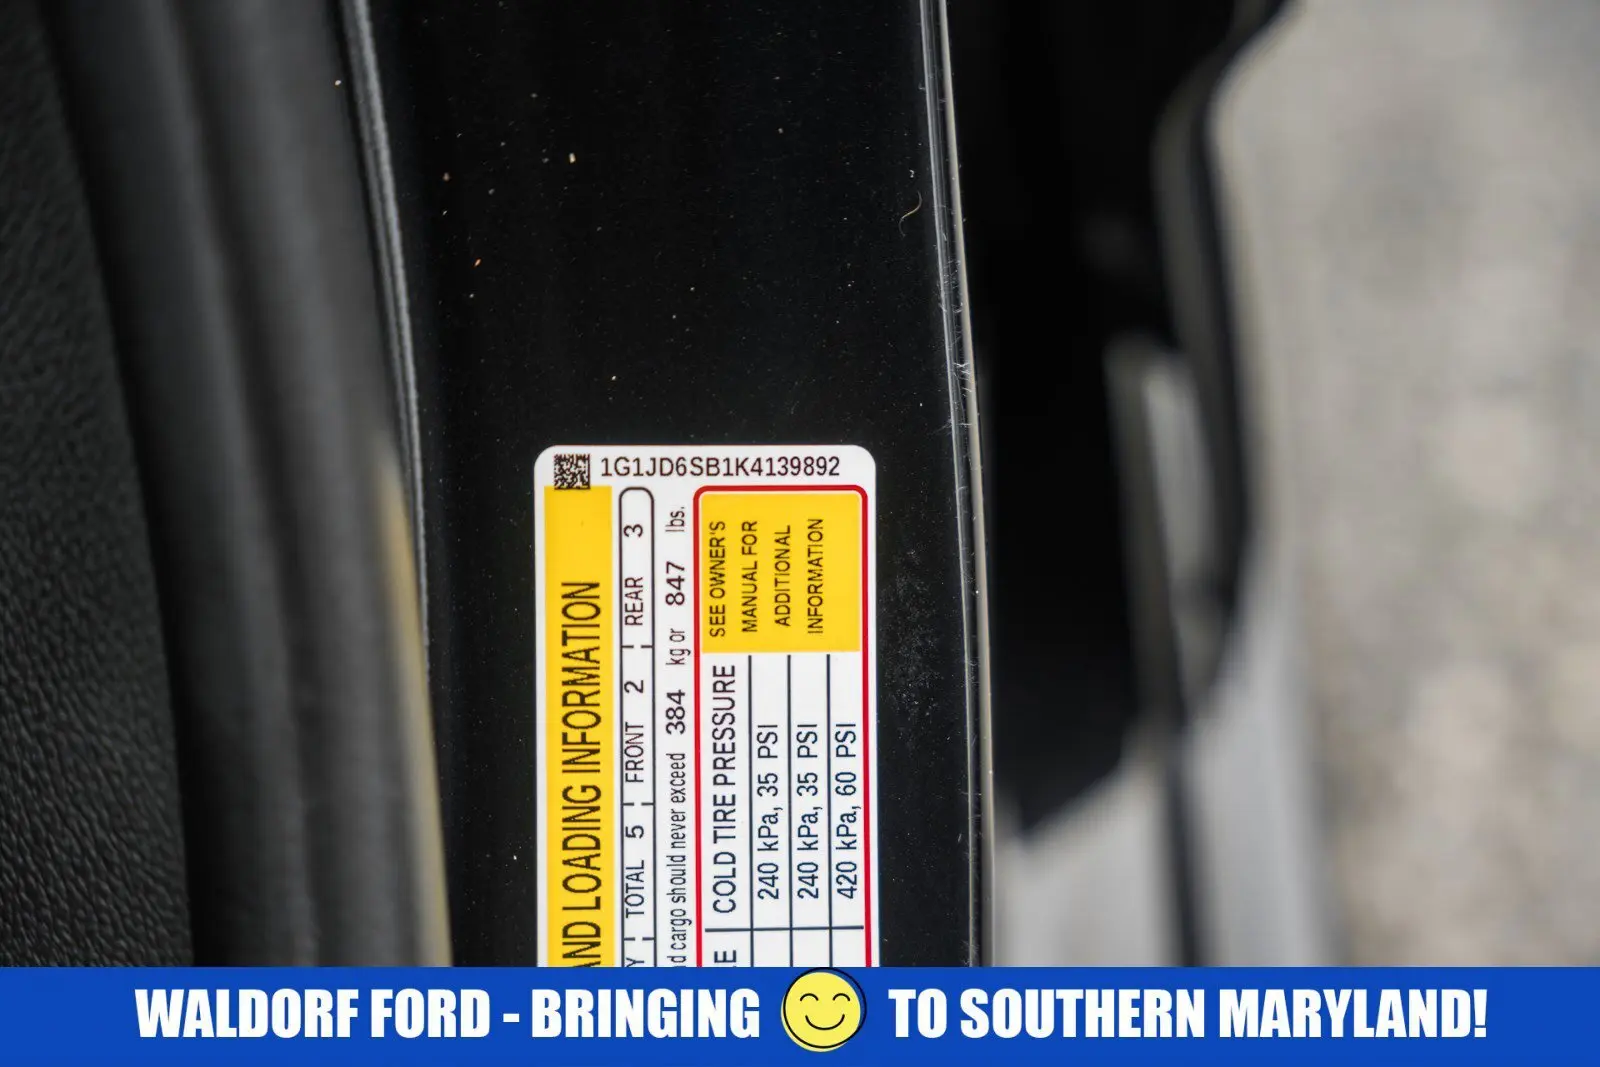 1G1JD6SB1K4139892
AND LOADING INFORMATION
TOTAL 5 FRONT 2 REAR 3
cargo should never exceed 384 kg or 847 lbs.
COLD TIRE PRESSURE
240 kPa, 35 PSI
240 kPa, 35 PSI
420 kPa, 60 PSI
SEE OWNER'S
MANUAL FOR
ADDITIONAL
INFORMATION
WALDORF FORD - BRINGING TO SOUTHERN MARYLAND!